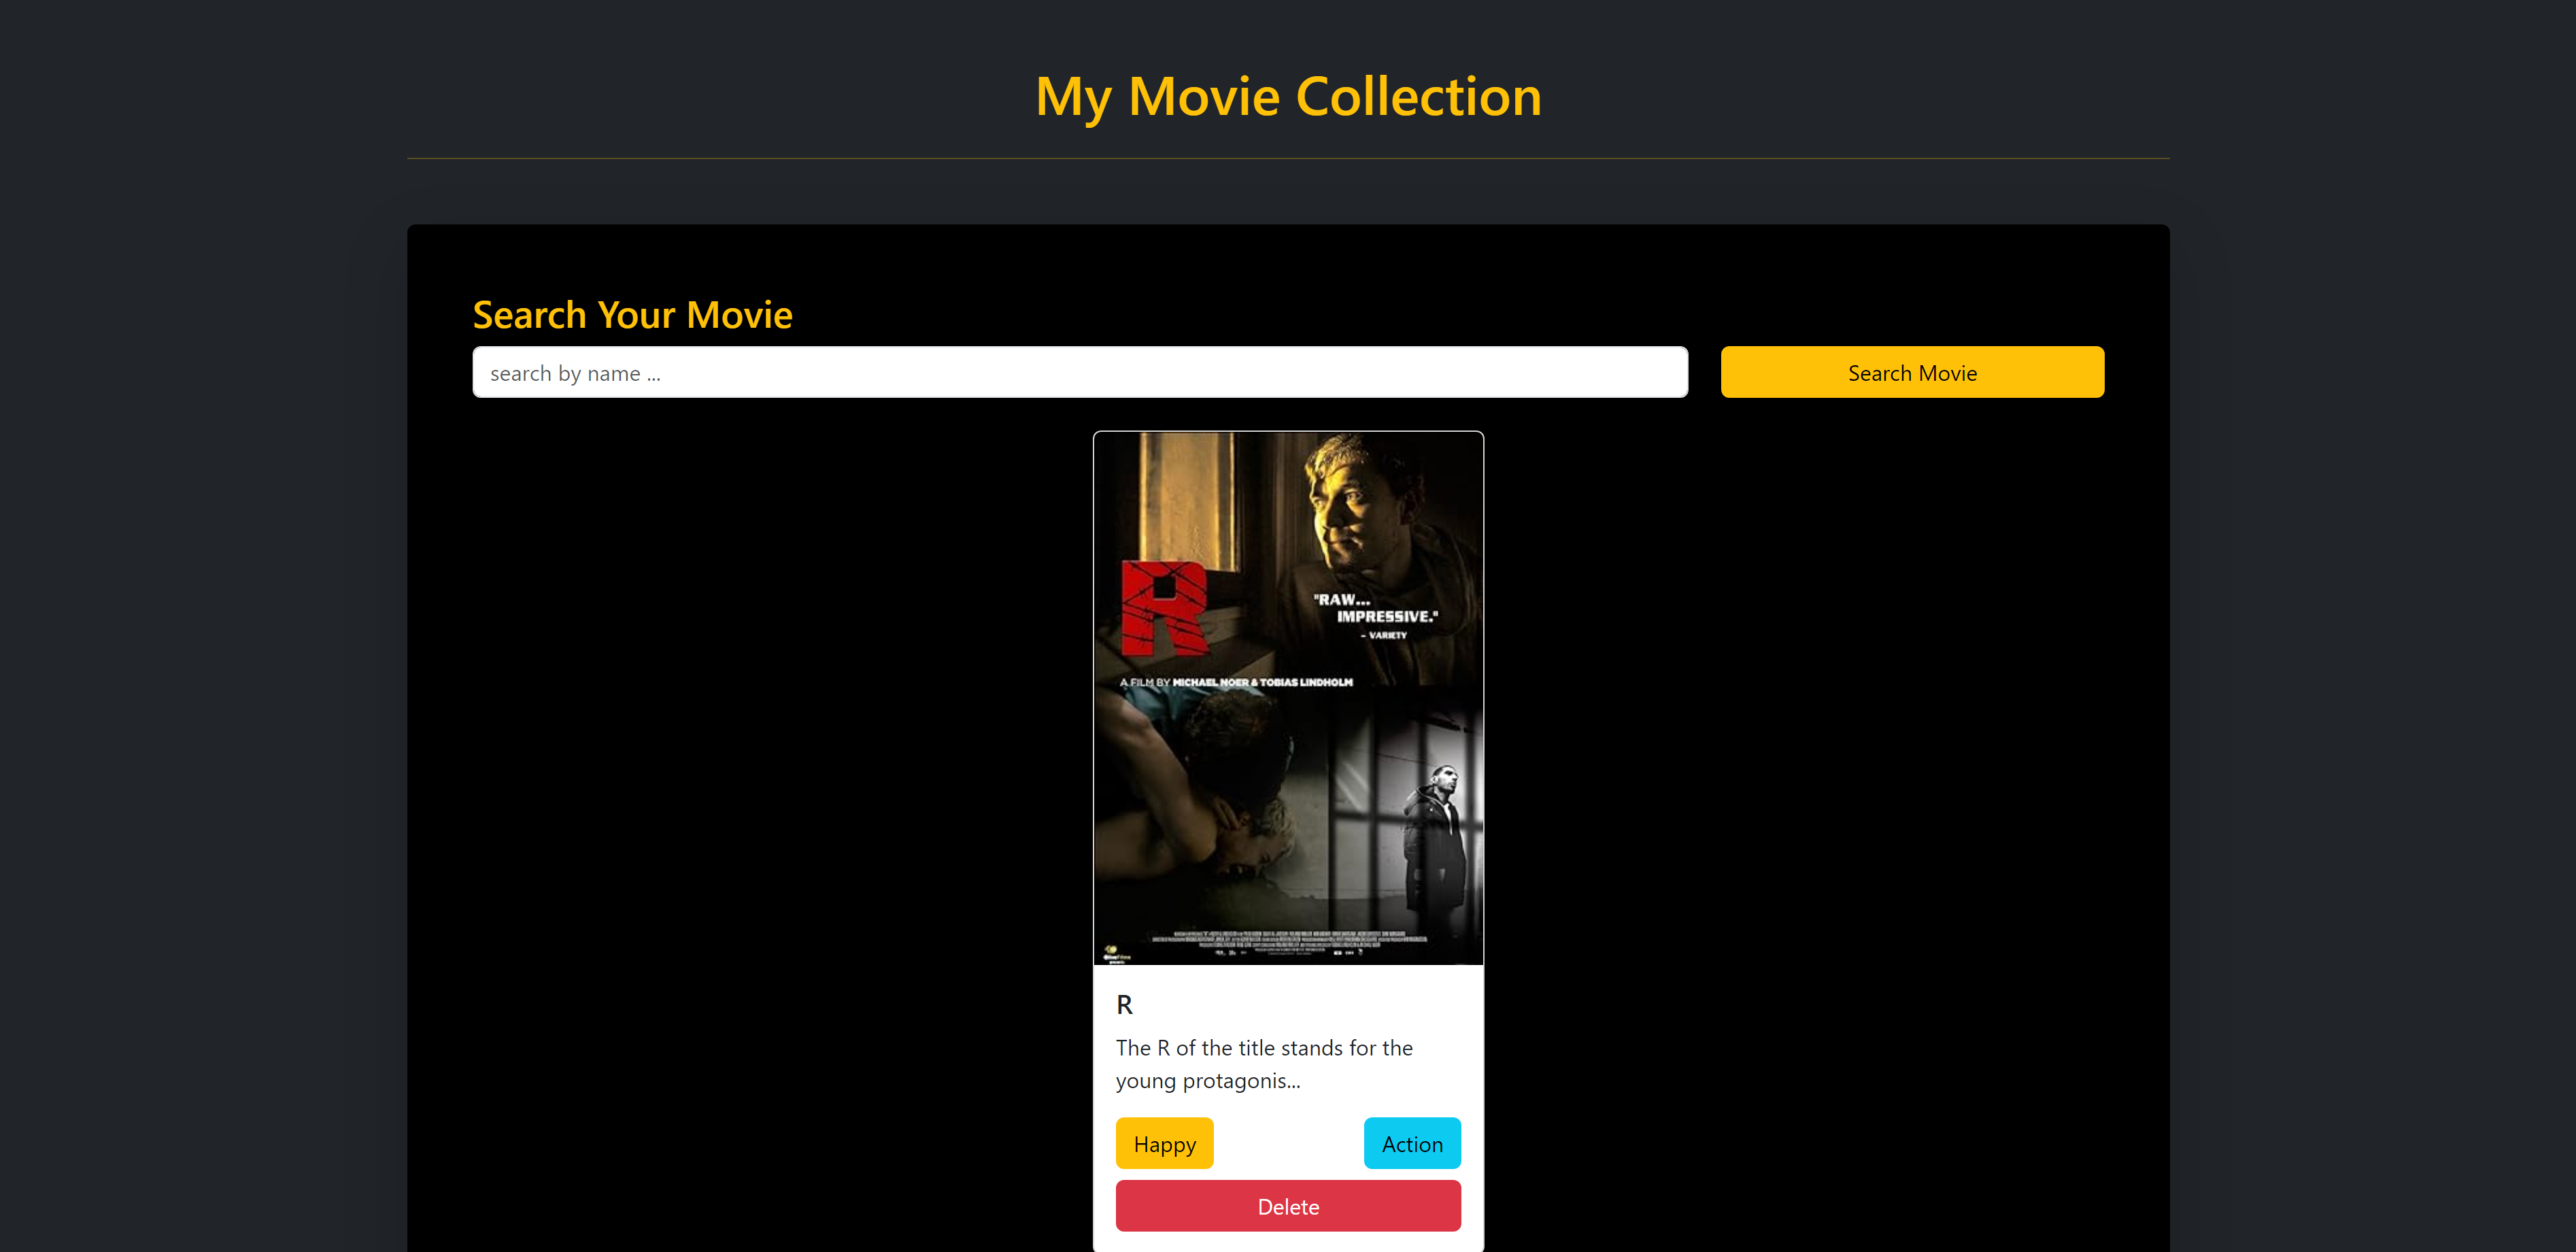 My Movie Collection
Search Your Movie
search by name ...
Search Movie
R
"RAW...
IMPRESSIVE."
- VARIETY
A FILM BY MICHAEL NOER & TOBIAS LINDHOLM
R
The R of the title stands for the
young protagonis...
Happy
Action
Delete